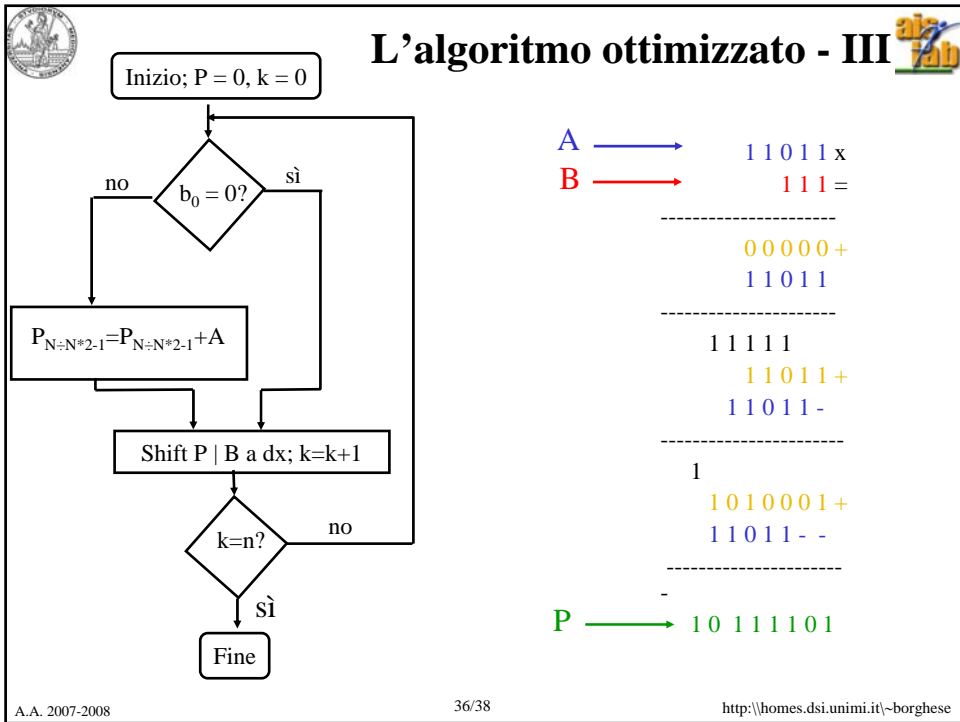 L'algoritmo ottimizzato - III
Inizio; P = 0, k = 0
b0 = 0?
no
sì
PN÷N*2-1=PN÷N*2-1+A
Shift P | B a dx; k=k+1
k=n?
no
sì
Fine
A 1 1 0 1 1 x
B 1 1 1 =
----------------------
0 0 0 0 0 +
1 1 0 1 1
----------------------
1 1 1 1 1
1 1 0 1 1 +
1 1 0 1 1 -
-----------------------
1
1 0 1 0 0 0 1 +
1 1 0 1 1 - -
----------------------
-
P 1 0 1 1 1 1 0 1
A.A. 2007-2008
36/38
http:\\homes.dsi.unimi.it\~borghese
ais
lab